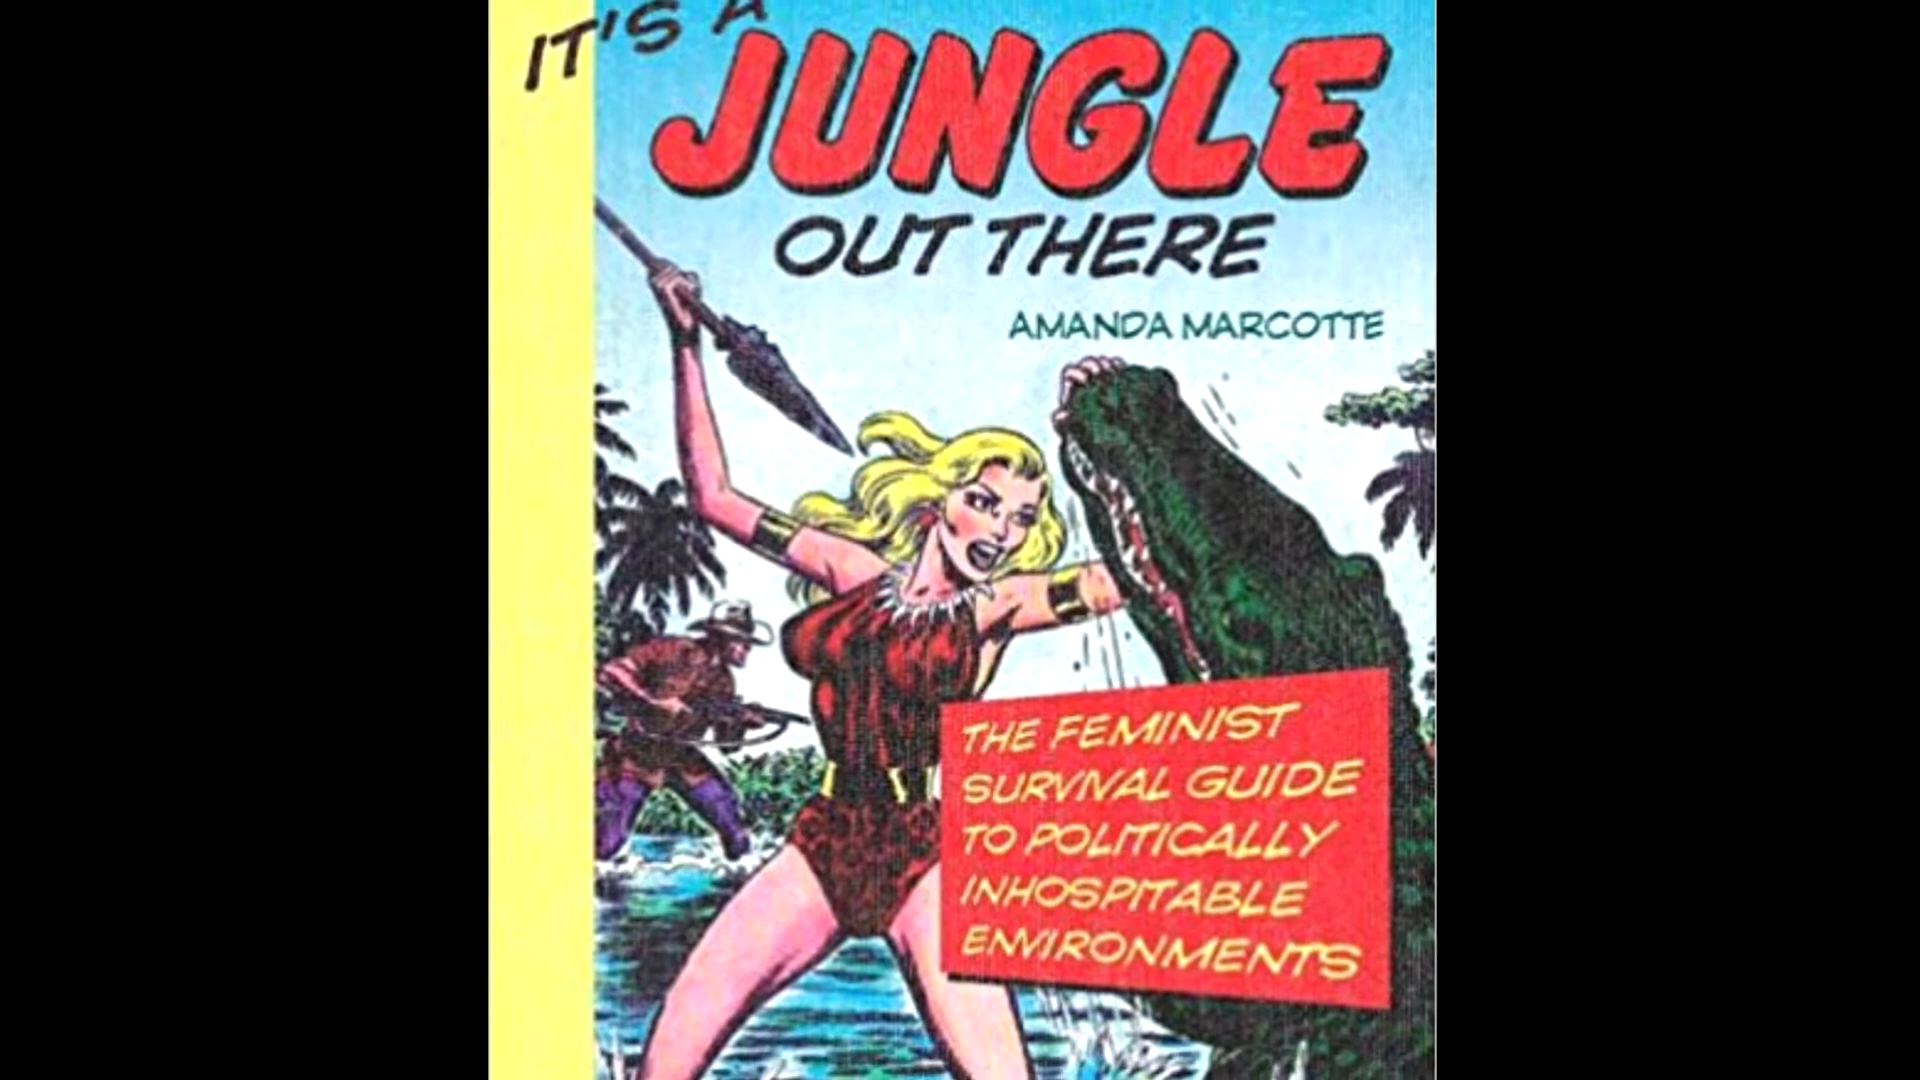 IT'S A
JUNGLE
OUT THERE
AMANDA MARCOTTE
THE FEMINIST
SURVIVAL GUIDE
TO POLITICALLY
INHOSPITABLE
ENVIRONMENTS